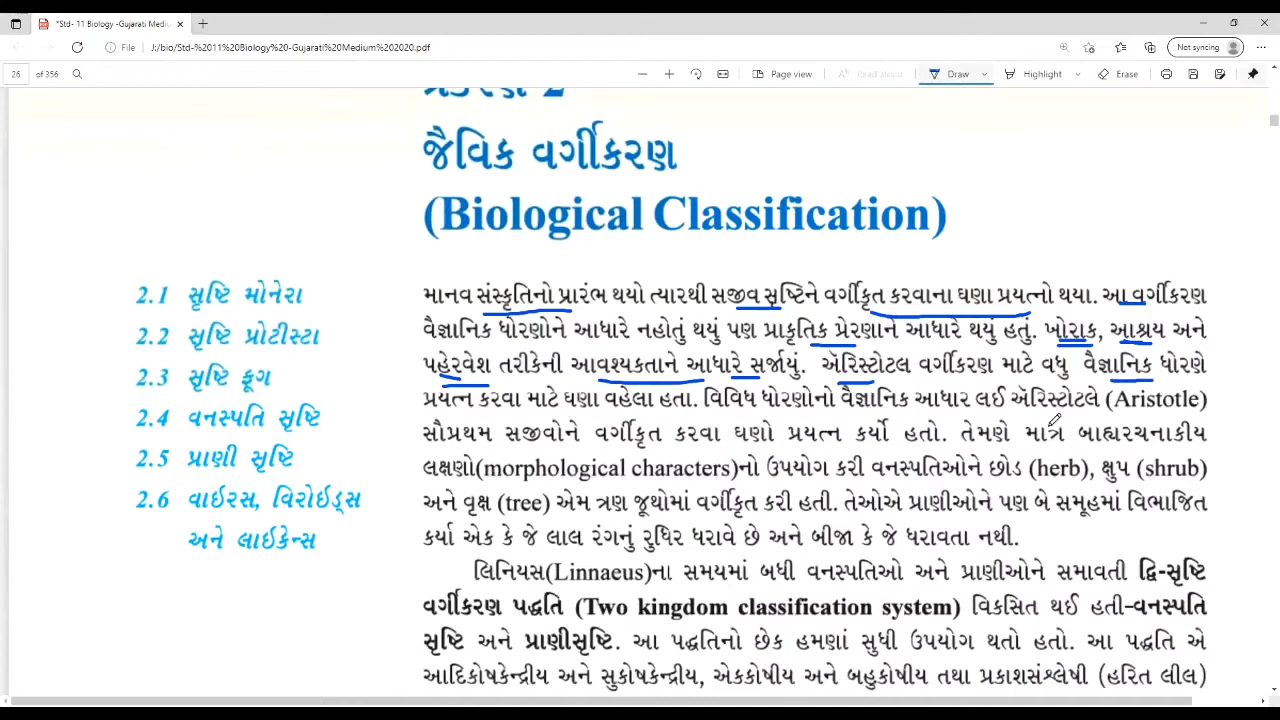 *Std- 11 Biology -Gujarati Medium
File
J:/bio/Std-%2011%20Biology%20-Gujarati%20Medium%202020.pdf
Not syncing
26 of 356
Page view
Read aloud
Draw
Highlight
Erase
પ્રકરણ 2
જૈવિક વર્ગીકરણ
(Biological Classification)
2.1 સૃષ્ટિ મોનેરા
2.2 સૃષ્ટિ પ્રોટીસ્ટા
2.3 સૃષ્ટિ ફૂગ
2.4 વનસ્પતિ સૃષ્ટિ
2.5 પ્રાણી સૃષ્ટિ
2.6 વાઇરસ, વિરોઇડ્સ
અને લાઇકેન્સ
માનવ સંસ્કૃતિનો પ્રારંભ થયો ત્યારથી સજીવ સૃષ્ટિને વર્ગીકૃત કરવાના ઘણા પ્રયત્નો થયા. આ વર્ગીકરણ
વૈજ્ઞાનિક ધોરણોને આધારે નહોતું થયું પણ પ્રાકૃતિક પ્રેરણાને આધારે થયું હતું. ખોરાક, આશ્રય અને
પહેરવેશ તરીકેની આવશ્યકતાને આધારે સર્જાયું. ઍરિસ્ટોટલ વર્ગીકરણ માટે વધુ વૈજ્ઞાનિક ધોરણે
પ્રયત્ન કરવા માટે ઘણા વહેલા હતા. વિવિધ ધોરણોનો વૈજ્ઞાનિક આધાર લઈ ઍરિસ્ટોટલે (Aristotle)
સૌપ્રથમ સજીવોને વર્ગીકૃત કરવા ઘણો પ્રયત્ન કર્યો હતો. તેમણે માત્ર બાહ્યરચનાકીય
લક્ષણો(morphological characters)નો ઉપયોગ કરી વનસ્પતિઓને છોડ (herb), ક્ષુપ (shrub)
અને વૃક્ષ (tree) એમ ત્રણ જૂથોમાં વર્ગીકૃત કરી હતી. તેઓએ પ્રાણીઓને પણ બે સમૂહમાં વિભાજિત
કર્યા એક કે જે લાલ રંગનું રુધિર ધરાવે છે અને બીજા કે જે ધરાવતા નથી.
લિનિયસ(Linnaeus)ના સમયમાં બધી વનસ્પતિઓ અને પ્રાણીઓને સમાવતી દ્વિ-સૃષ્ટિ
વર્ગીકરણ પદ્ધતિ (Two kingdom classification system) વિકસિત થઈ હતી-વનસ્પતિ
સૃષ્ટિ અને પ્રાણીસૃષ્ટિ. આ પદ્ધતિનો છેક હમણાં સુધી ઉપયોગ થતો હતો. આ પદ્ધતિ એ
આદિકોષકેન્દ્રીય અને સુકોષકેન્દ્રીય, એકકોષીય અને બહુકોષીય તથા પ્રકાશસંશ્લેષી (હરિત લીલ)